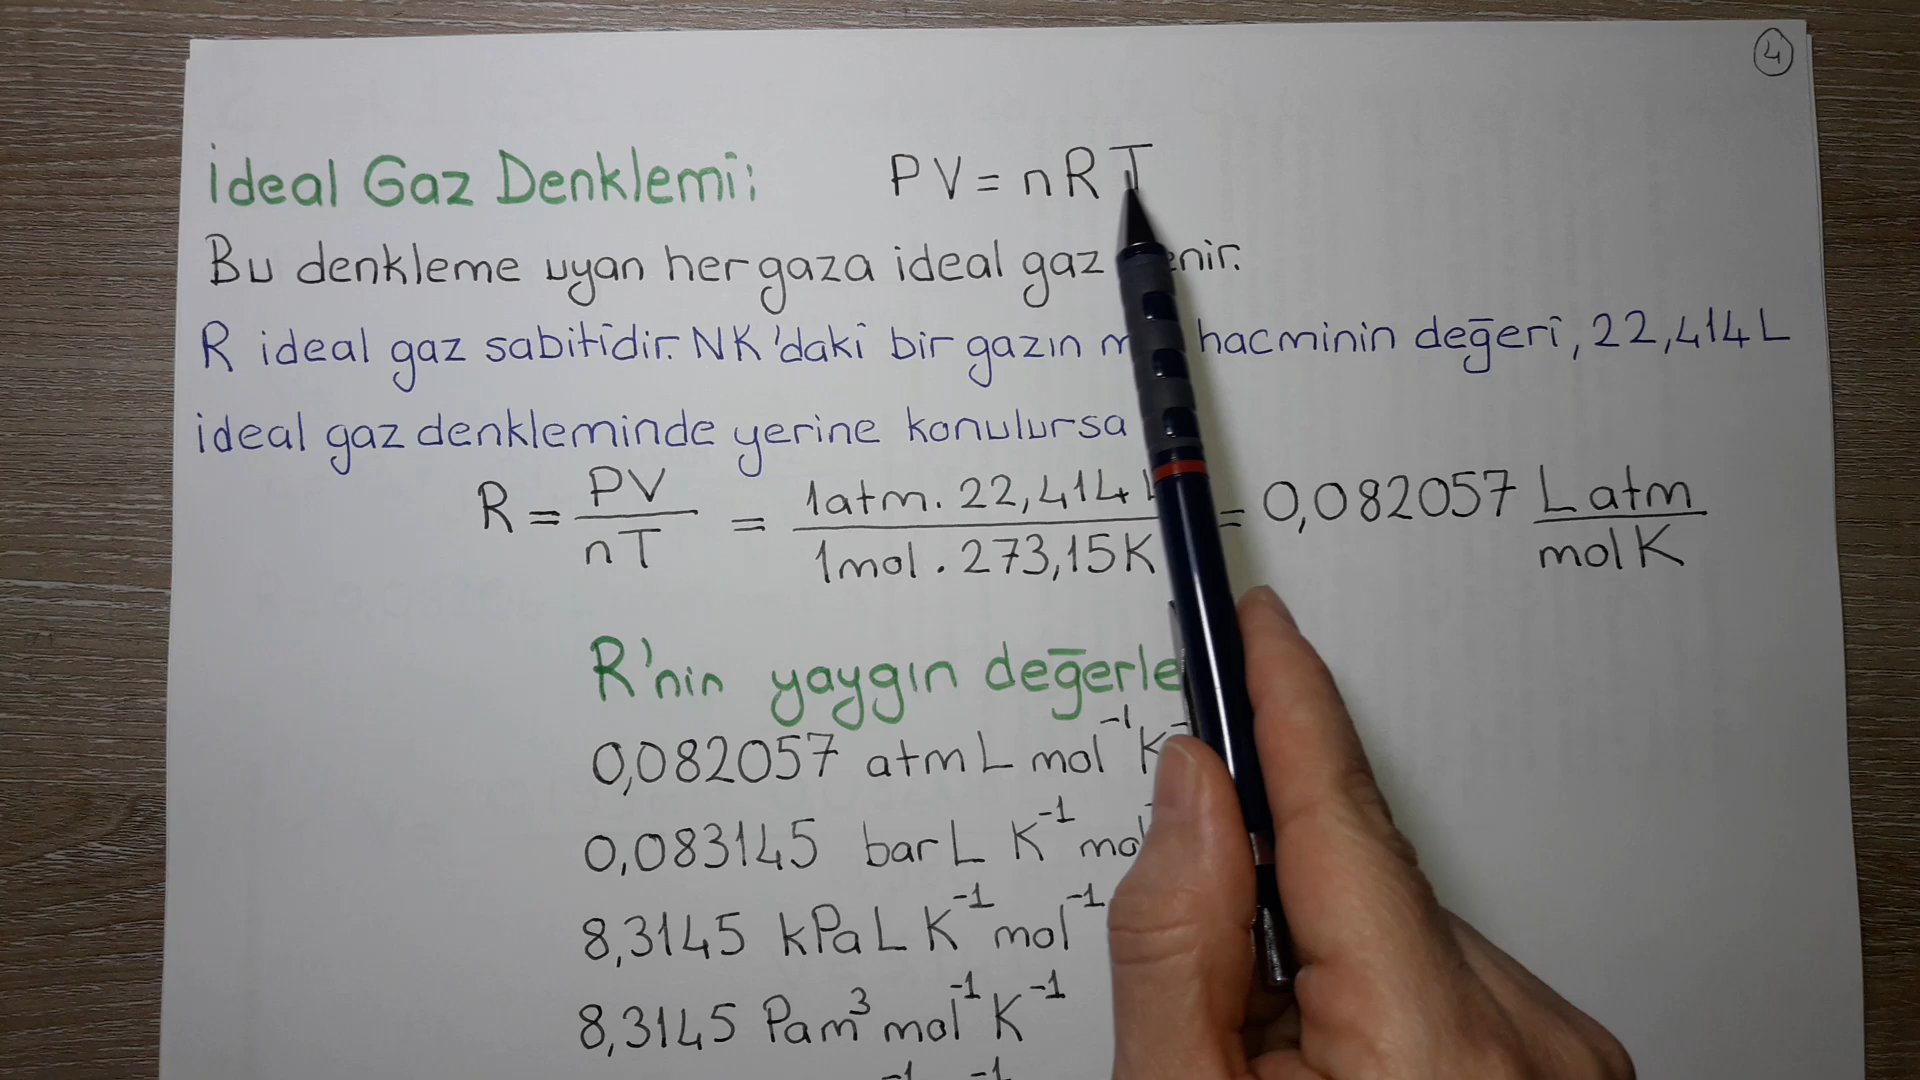 4
İdeal Gaz Denklemi: PV = nRT
Bu denkleme uyan her gaza ideal gaz
R ideal gaz sabitidir. NK'daki bir gazın hacminin değeri, 22,414 L
ideal gaz denkleminde yerine konulursa
R = PV/nT = 1atm. 22,414 / 1mol . 273,15K = 0,082057 L atm / mol K
R'nin yaygın
0,082057 atm L mol⁻¹
0,083145 bar L K⁻¹
8,3145 kPa L K⁻¹ mol⁻¹
8,3145 Pa m³ mol⁻¹ K⁻¹